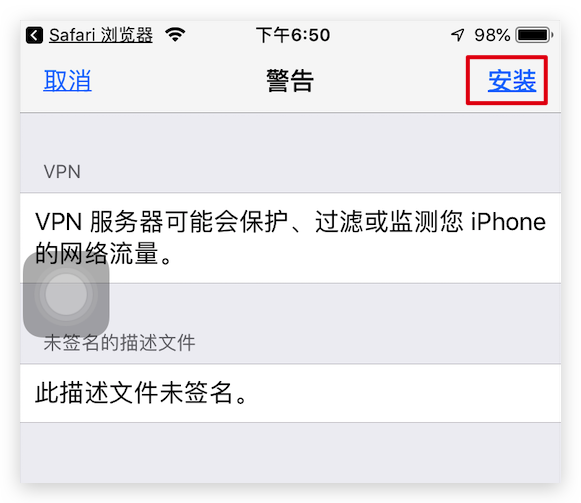 Safari 浏览器 下午6:50 98%
取消 警告 安装
VPN
VPN 服务器可能会保护、过滤或监测您 iPhone
的网络流量。
未签名的描述文件
此描述文件未签名。